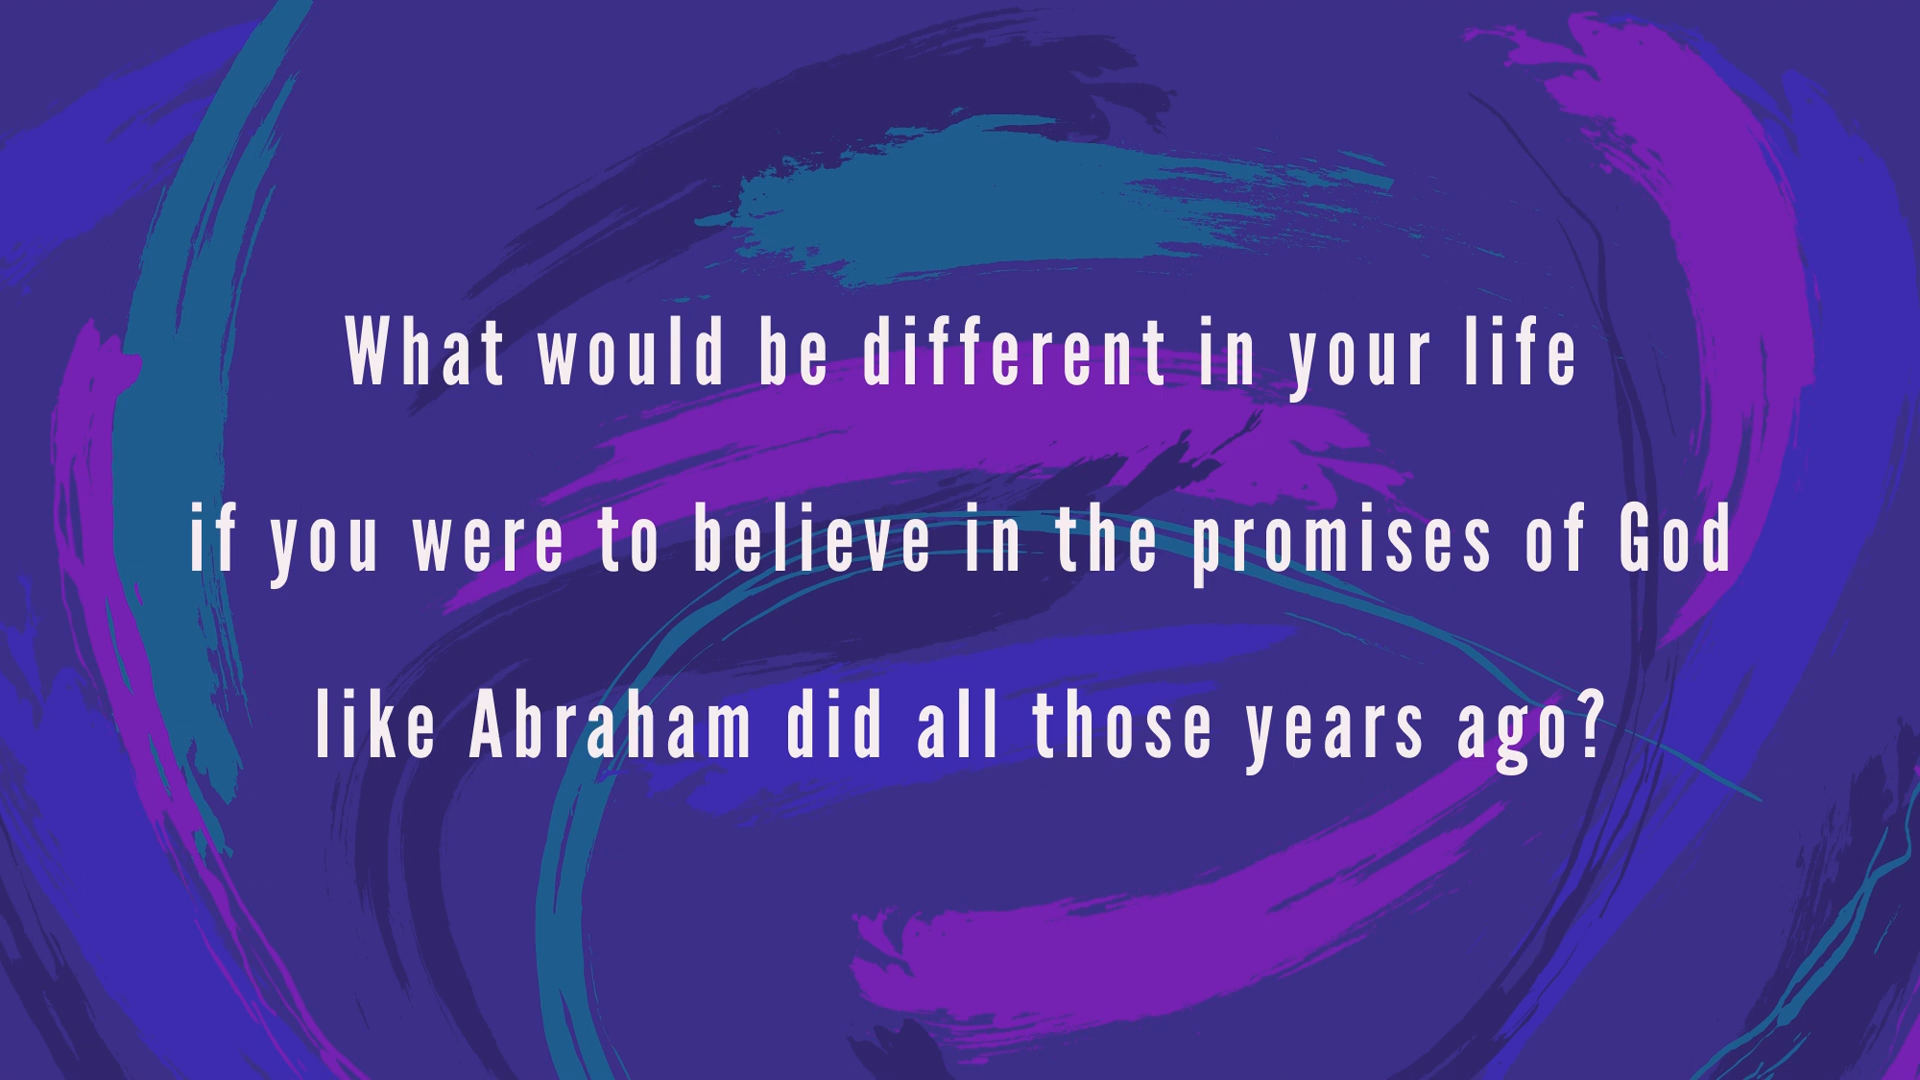 What would be different in your life
if you were to believe in the promises of God
like Abraham did all those years ago?